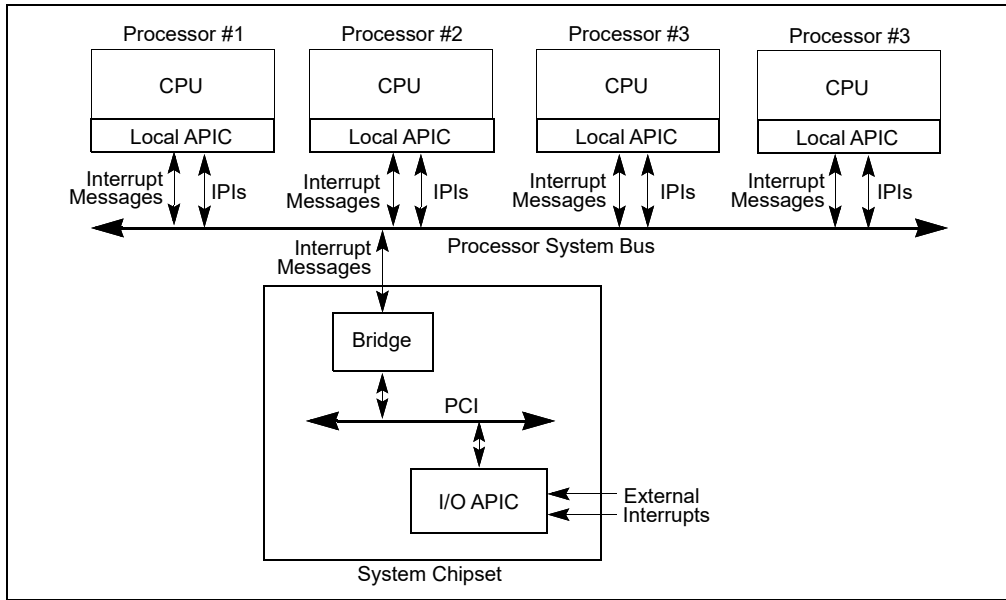 Processor #1
Processor #2
Processor #3
Processor #3
CPU
CPU
CPU
CPU
Local APIC
Local APIC
Local APIC
Local APIC
Interrupt
Messages
IPIs
Interrupt
Messages
IPIs
Interrupt
Messages
IPIs
Interrupt
Messages
IPIs
Processor System Bus
Interrupt
Messages
Bridge
PCI
I/O APIC
External
Interrupts
System Chipset